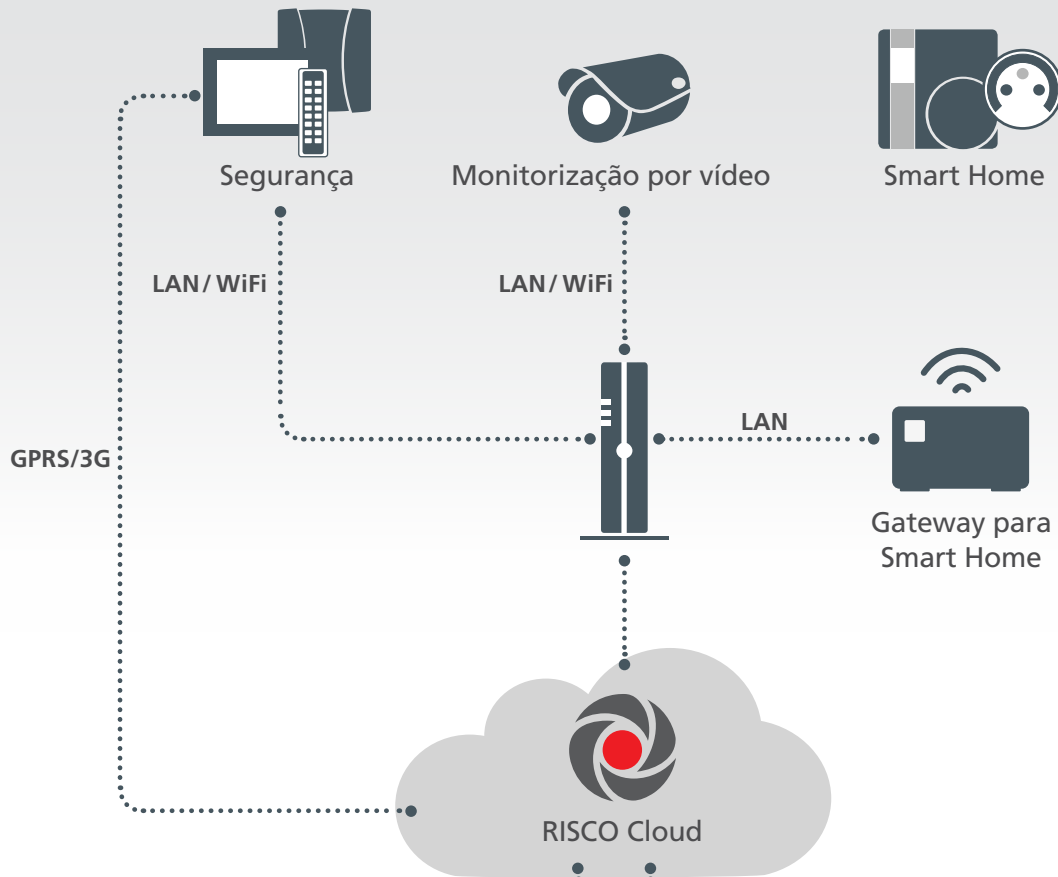 Segurança
Monitorização por vídeo
Smart Home
LAN/ WiFi
LAN/ WiFi
LAN
GPRS/3G
Gateway para
Smart Home
RISCO Cloud